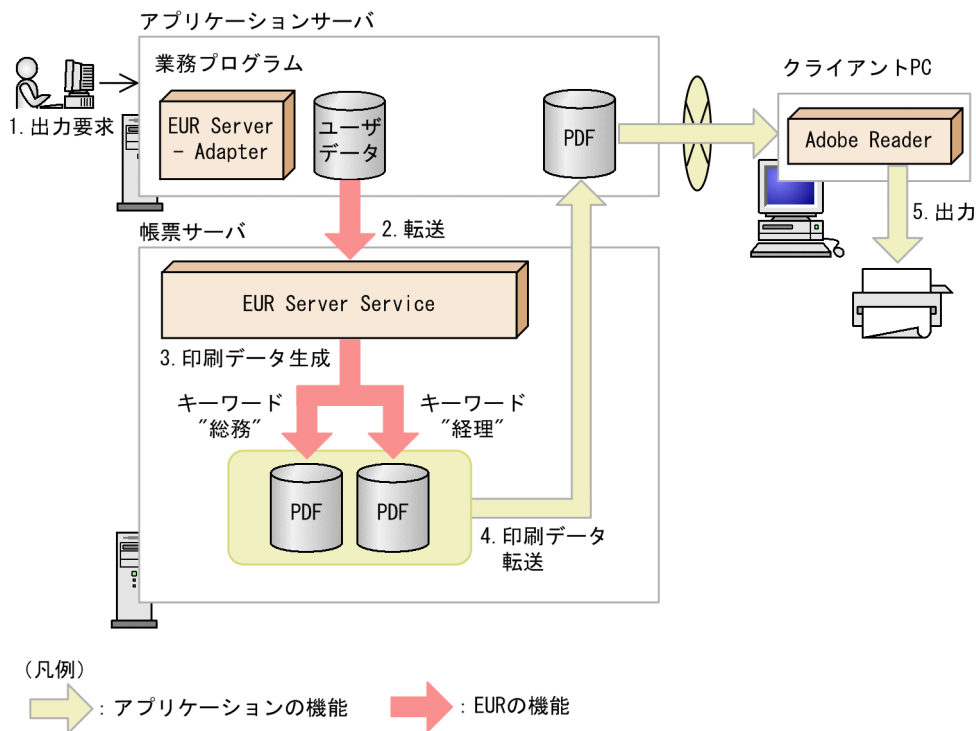 アプリケーションサーバ
業務プログラム
クライアントPC
1.出力要求
EUR Server
- Adapter
ユーザ
データ
PDF
Adobe Reader
5.出力
2.転送
帳票サーバ
EUR Server Service
3.印刷データ生成
キーワード
"総務"
キーワード
"経理"
PDF
PDF
4.印刷データ
転送
(凡例)
:アプリケーションの機能
:EURの機能